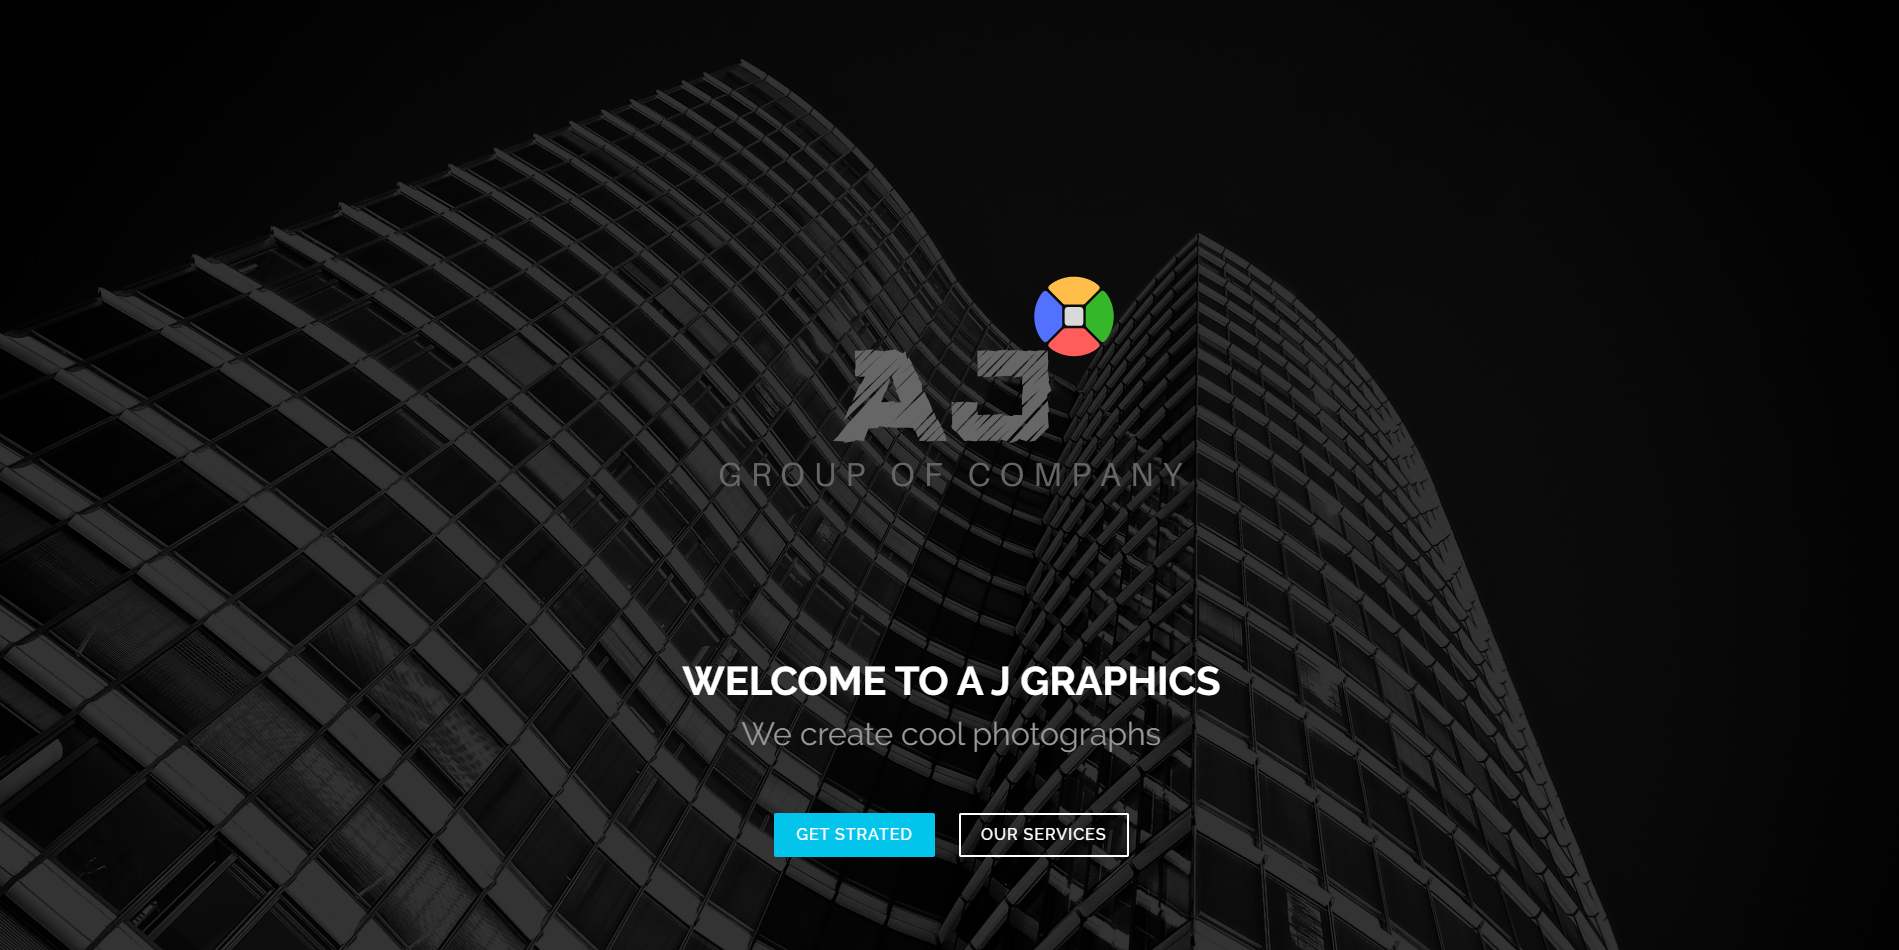 AJ
GROUP OF COMPANY
WELCOME TO A J GRAPHICS
We create cool photographs
GET STRATED
OUR SERVICES